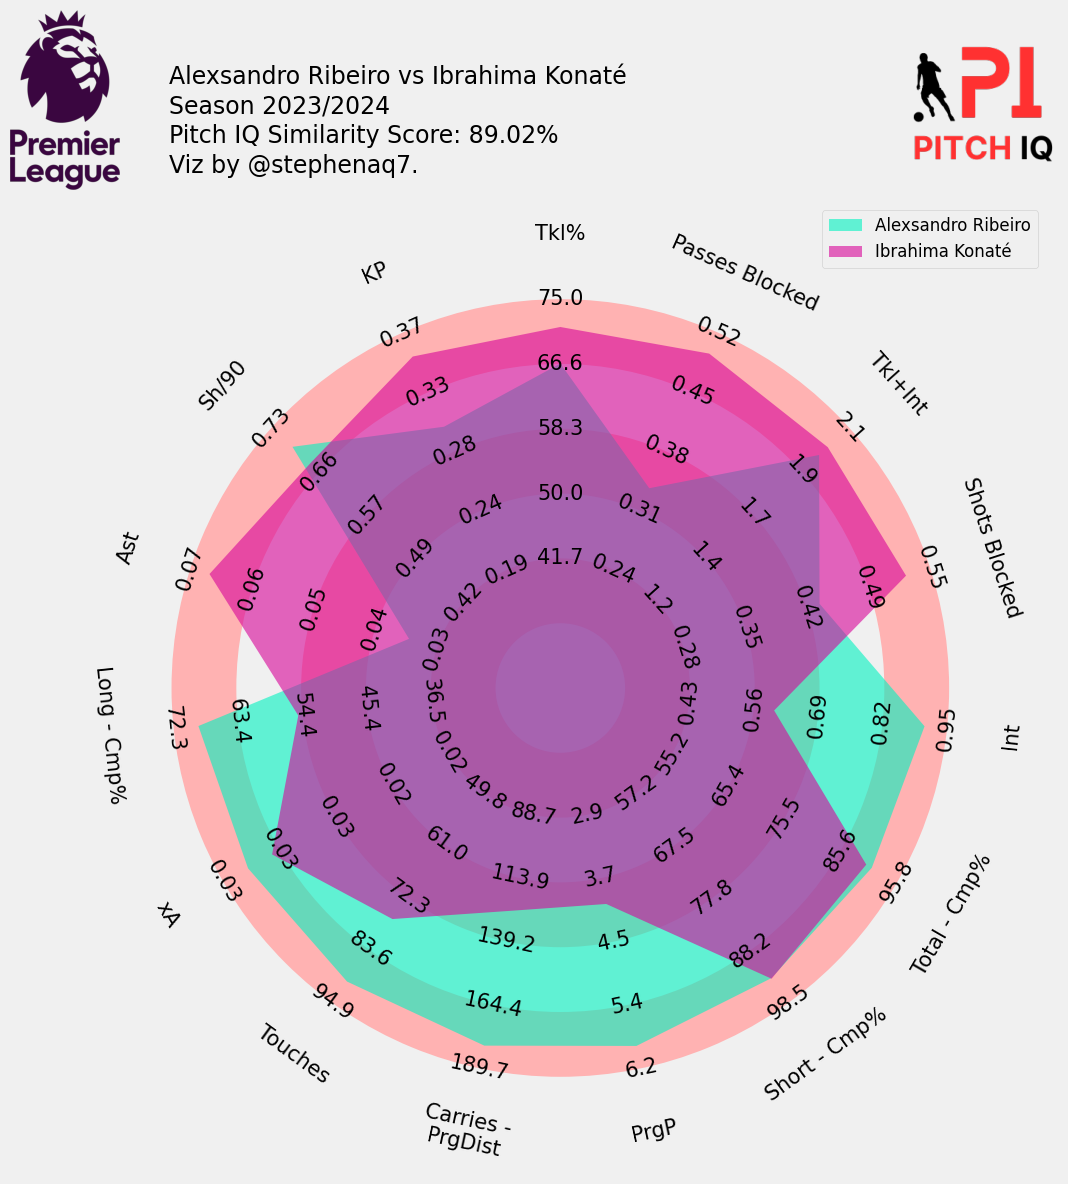 Premier
League
Alexsandro Ribeiro vs Ibrahima Konaté
Season 2023/2024
Pitch IQ Similarity Score: 89.02%
Viz by @stephenaq7.
PI
PITCH IQ
Alexsandro Ribeiro
Ibrahima Konaté
Tkl%
75.0
66.6
58.3
50.0
41.7
Passes Blocked
0.52
0.45
0.38
0.31
0.24
Tkl+Int
2.1
1.9
1.7
1.4
1.2
Shots Blocked
0.55
0.49
0.42
0.35
0.28
Int
0.95
0.82
0.69
0.56
0.43
Total - Cmp%
95.8
85.6
75.5
65.4
55.2
Short - Cmp%
98.5
88.2
77.8
67.5
57.2
PrgP
6.2
5.4
4.5
3.7
2.9
Carries -
PrgDist
189.7
164.4
139.2
113.9
88.7
Touches
94.9
83.6
72.3
61.0
49.8
xA
0.03
0.03
0.03
0.02
0.02
Long - Cmp%
72.3
63.4
54.4
45.4
36.5
Ast
0.07
0.06
0.05
0.04
0.03
Sh/90
0.73
0.66
0.57
0.49
0.42
KP
0.37
0.33
0.28
0.24
0.19